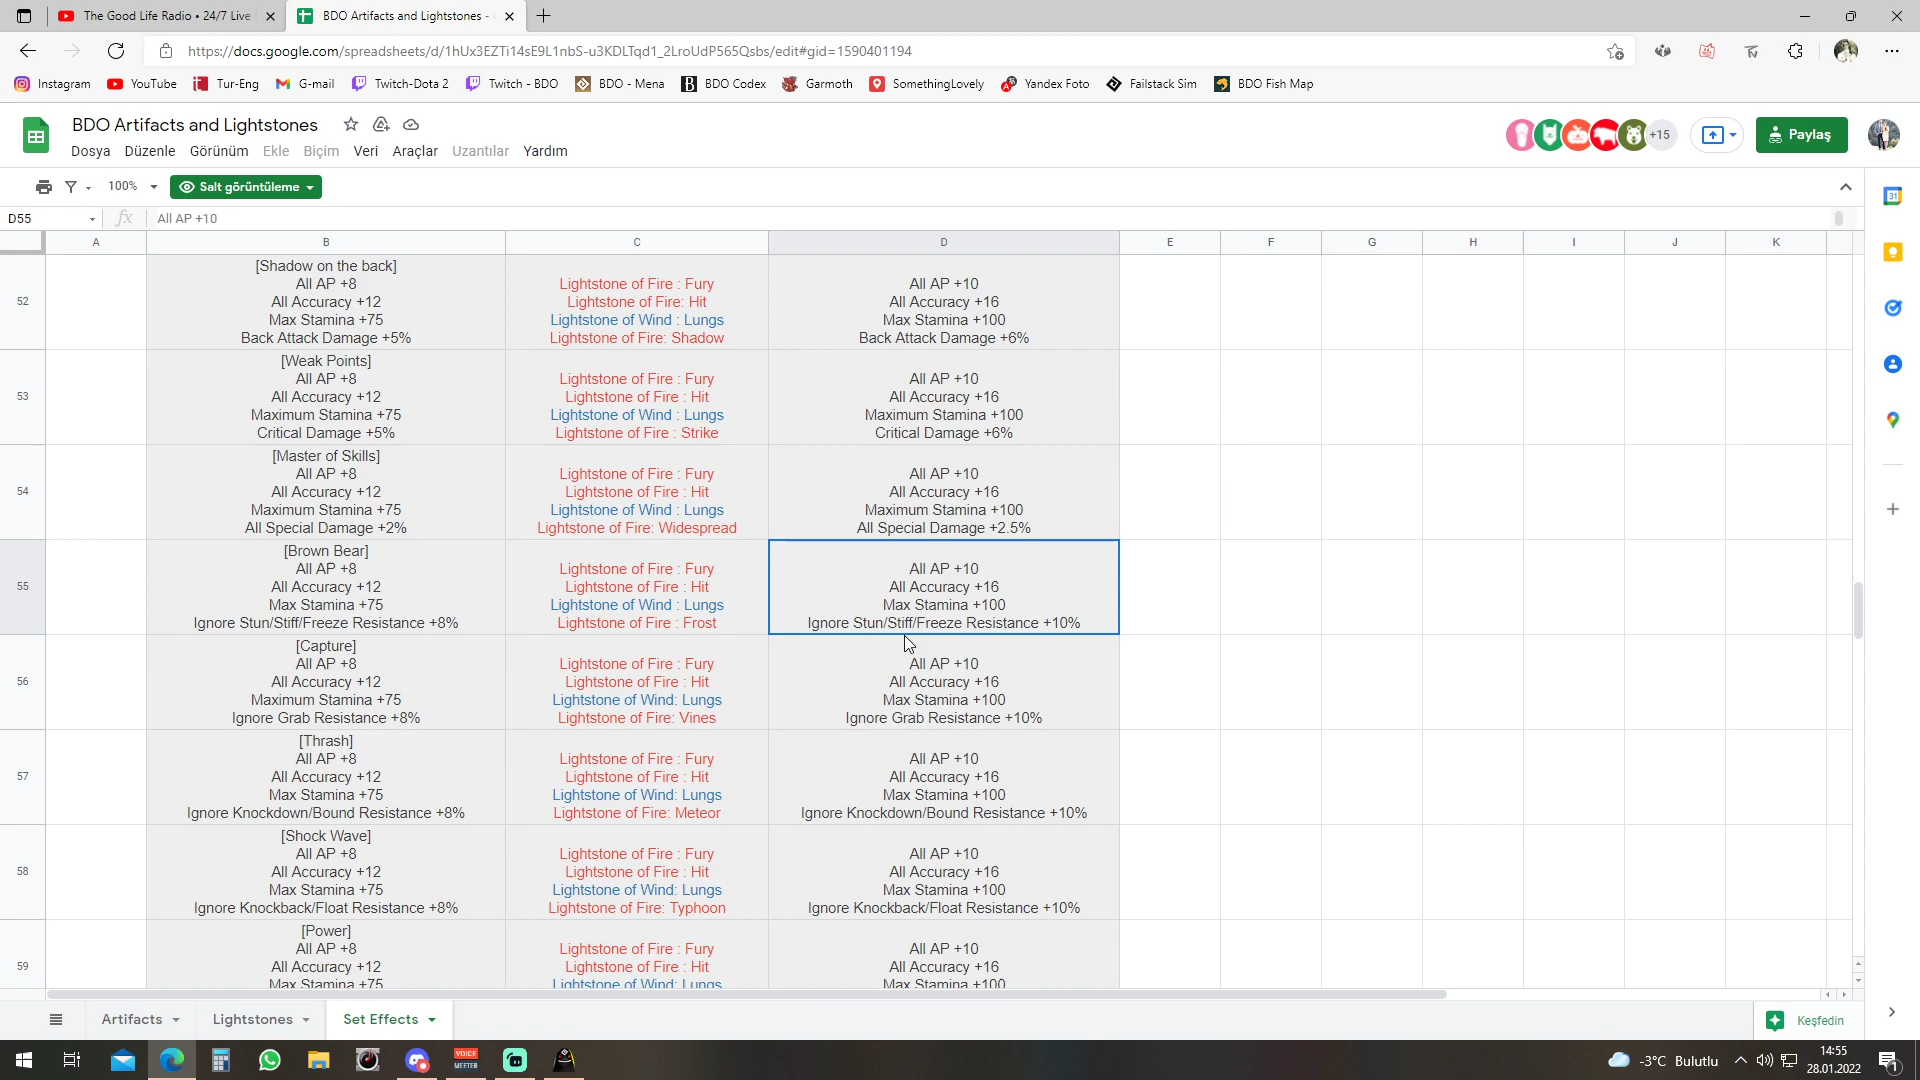 The Good Life Radio • 24/7 Live
BDO Artifacts and Lightstones -
https://docs.google.com/spreadsheets/d/1hUx3EZTi14sE9L1nbS-u3KDLTqd1_2LroUdP565Qsbs/edit#gid=1590401194
Instagram YouTube Tur-Eng G-mail Twitch-Dota 2 Twitch - BDO BDO - Mena BDO Codex Garmoth SomethingLovely Yandex Foto Failstack Sim BDO Fish Map
BDO Artifacts and Lightstones
Dosya Düzenle Görünüm Ekle Biçim Veri Araçlar Uzantılar Yardım
+15
Paylaş
100%
Salt görüntüleme
D55
fx
All AP +10
A B C D E F G H I J K
52
[Shadow on the back]
All AP +8
All Accuracy +12
Max Stamina +75
Back Attack Damage +5%
Lightstone of Fire : Fury
Lightstone of Fire: Hit
Lightstone of Wind : Lungs
Lightstone of Fire: Shadow
All AP +10
All Accuracy +16
Max Stamina +100
Back Attack Damage +6%
53
[Weak Points]
All AP +8
All Accuracy +12
Maximum Stamina +75
Critical Damage +5%
Lightstone of Fire : Fury
Lightstone of Fire : Hit
Lightstone of Wind : Lungs
Lightstone of Fire : Strike
All AP +10
All Accuracy +16
Maximum Stamina +100
Critical Damage +6%
54
[Master of Skills]
All AP +8
All Accuracy +12
Maximum Stamina +75
All Special Damage +2%
Lightstone of Fire : Fury
Lightstone of Fire : Hit
Lightstone of Wind : Lungs
Lightstone of Fire: Widespread
All AP +10
All Accuracy +16
Maximum Stamina +100
All Special Damage +2.5%
55
[Brown Bear]
All AP +8
All Accuracy +12
Max Stamina +75
Ignore Stun/Stiff/Freeze Resistance +8%
Lightstone of Fire : Fury
Lightstone of Fire : Hit
Lightstone of Wind : Lungs
Lightstone of Fire : Frost
All AP +10
All Accuracy +16
Max Stamina +100
Ignore Stun/Stiff/Freeze Resistance +10%
56
[Capture]
All AP +8
All Accuracy +12
Maximum Stamina +75
Ignore Grab Resistance +8%
Lightstone of Fire : Fury
Lightstone of Fire : Hit
Lightstone of Wind: Lungs
Lightstone of Fire: Vines
All AP +10
All Accuracy +16
Max Stamina +100
Ignore Grab Resistance +10%
57
[Thrash]
All AP +8
All Accuracy +12
Max Stamina +75
Ignore Knockdown/Bound Resistance +8%
Lightstone of Fire : Fury
Lightstone of Fire : Hit
Lightstone of Wind: Lungs
Lightstone of Fire: Meteor
All AP +10
All Accuracy +16
Max Stamina +100
Ignore Knockdown/Bound Resistance +10%
58
[Shock Wave]
All AP +8
All Accuracy +12
Max Stamina +75
Ignore Knockback/Float Resistance +8%
Lightstone of Fire : Fury
Lightstone of Fire : Hit
Lightstone of Wind: Lungs
Lightstone of Fire: Typhoon
All AP +10
All Accuracy +16
Max Stamina +100
Ignore Knockback/Float Resistance +10%
59
[Power]
All AP +8
All Accuracy +12
Max Stamina +75
Lightstone of Fire : Fury
Lightstone of Fire : Hit
Lightstone of Wind: Lungs
All AP +10
All Accuracy +16
Max Stamina +100
Artifacts Lightstones Set Effects
Keşfedin
31
VOICE
MEETER
-3°C Bulutlu
14:55
28.01.2022
1